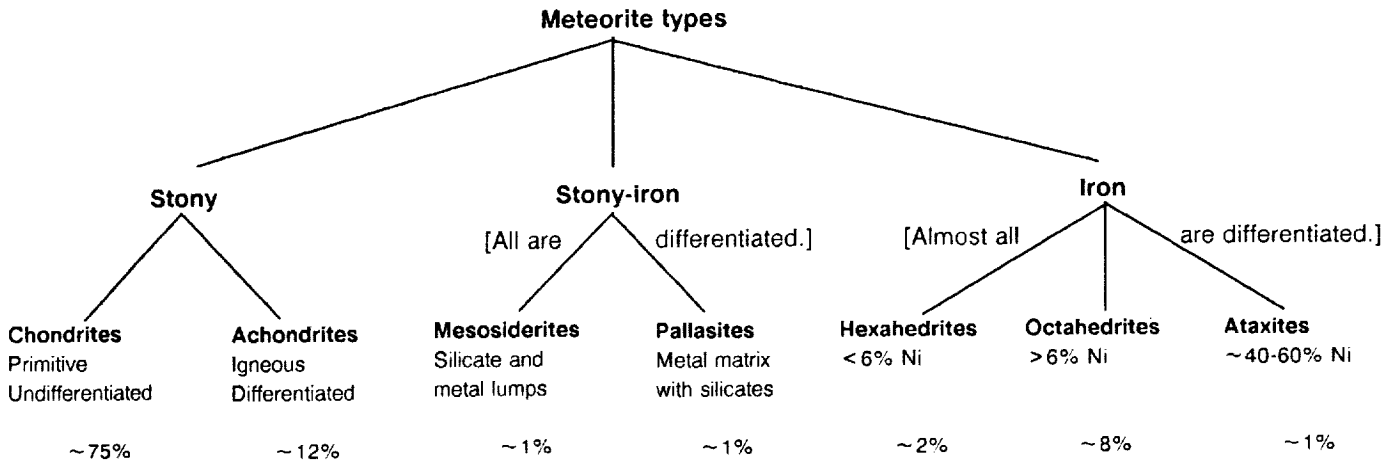 Meteorite types
Stony
Stony-iron
Iron
[All are differentiated.]
[Almost all are differentiated.]
Chondrites
Primitive
Undifferentiated
~75%
Achondrites
Igneous
Differentiated
~12%
Mesosiderites
Silicate and
metal lumps
~1%
Pallasites
Metal matrix
with silicates
~1%
Hexahedrites
<6% Ni
~2%
Octahedrites
>6% Ni
~8%
Ataxites
~40-60% Ni
~1%